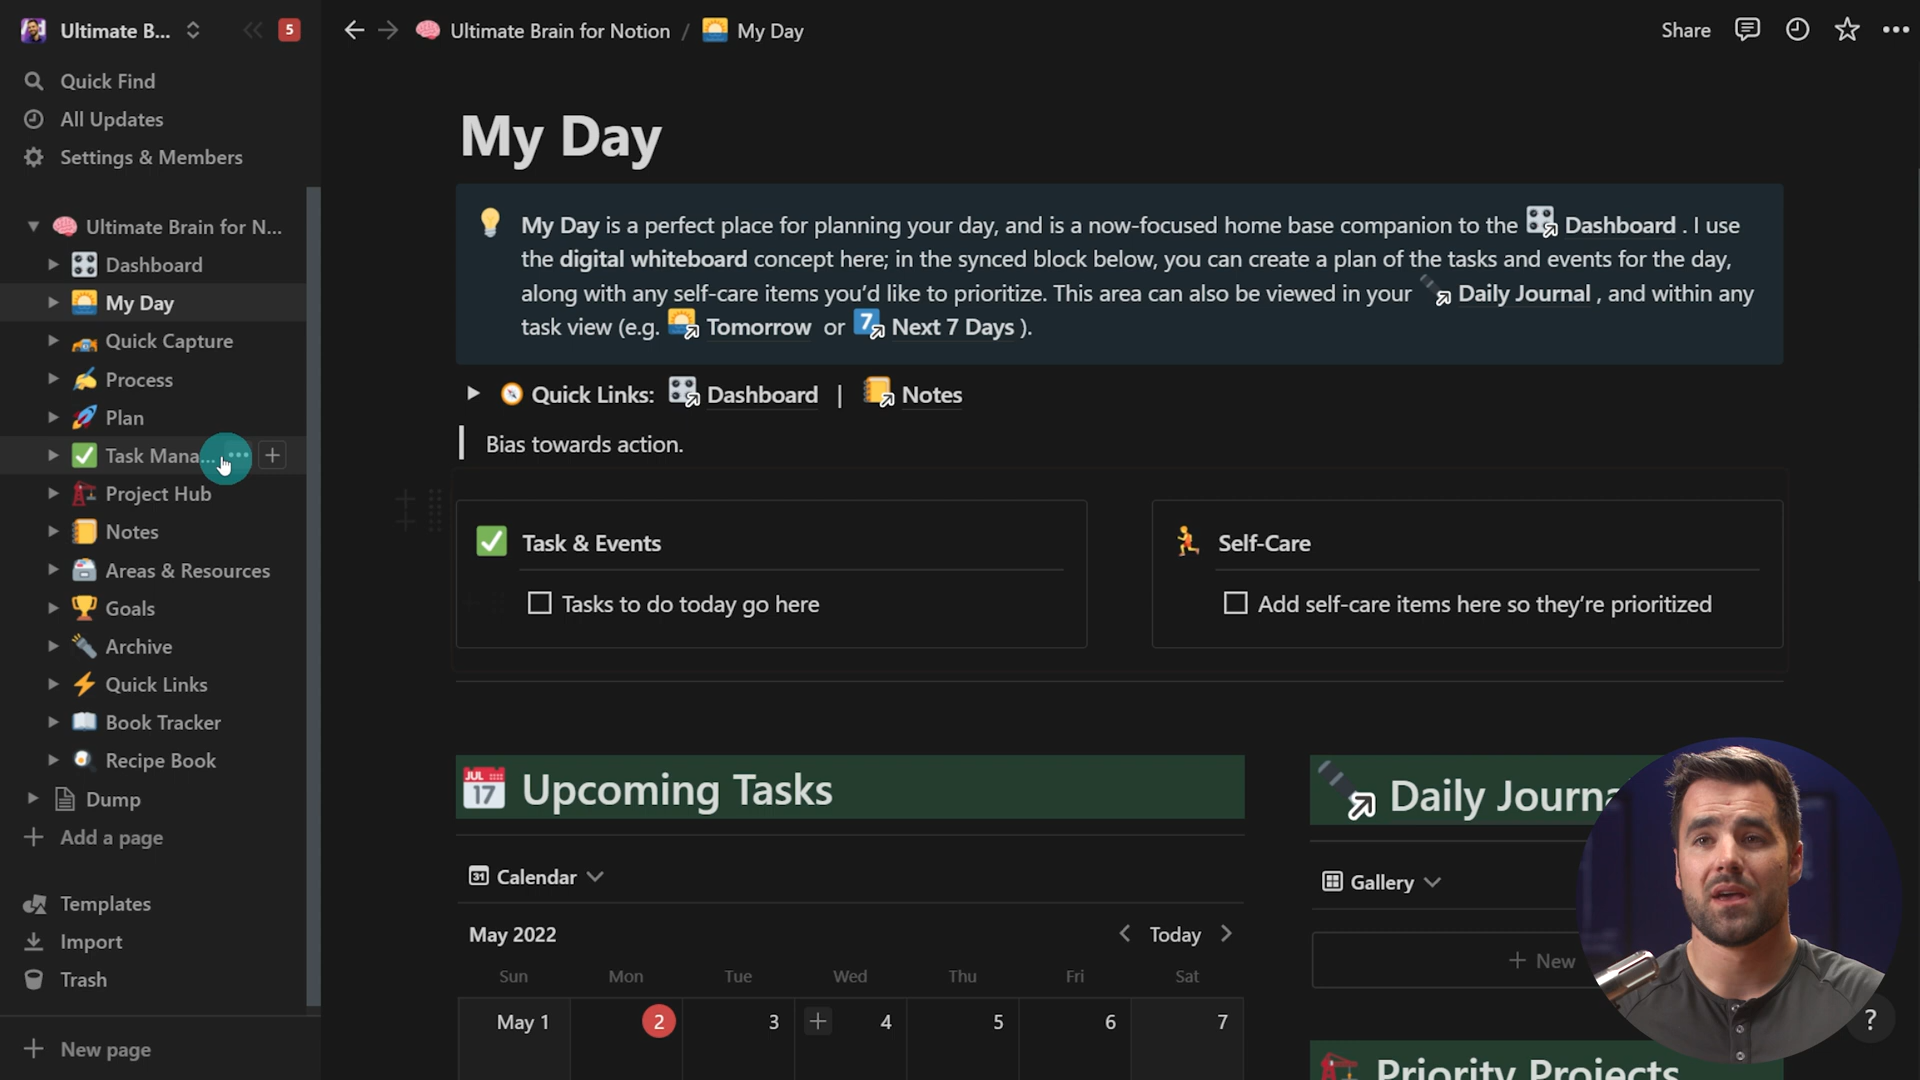 Ultimate B...
5
Ultimate Brain for Notion / My Day
Share
Quick Find
All Updates
Settings & Members
Ultimate Brain for N...
Dashboard
My Day
Quick Capture
Process
Plan
Task Mana...
Project Hub
Notes
Areas & Resources
Goals
Archive
Quick Links
Book Tracker
Recipe Book
Dump
Add a page
Templates
Import
Trash
New page
My Day
My Day is a perfect place for planning your day, and is a now-focused home base companion to the Dashboard . I use
the digital whiteboard concept here; in the synced block below, you can create a plan of the tasks and events for the day,
along with any self-care items you'd like to prioritize. This area can also be viewed in your Daily Journal , and within any
task view (e.g. Tomorrow or 7 Next 7 Days ).
Quick Links: Dashboard | Notes
Bias towards action.
Task & Events
Tasks to do today go here
Self-Care
Add self-care items here so they're prioritized
JUL 17 Upcoming Tasks
31 Calendar
May 2022
Today
Sun Mon Tue Wed Thu Fri Sat
May 1 2 3 4 5 6 7
Daily Journa
Gallery
New
Priority Projects
?